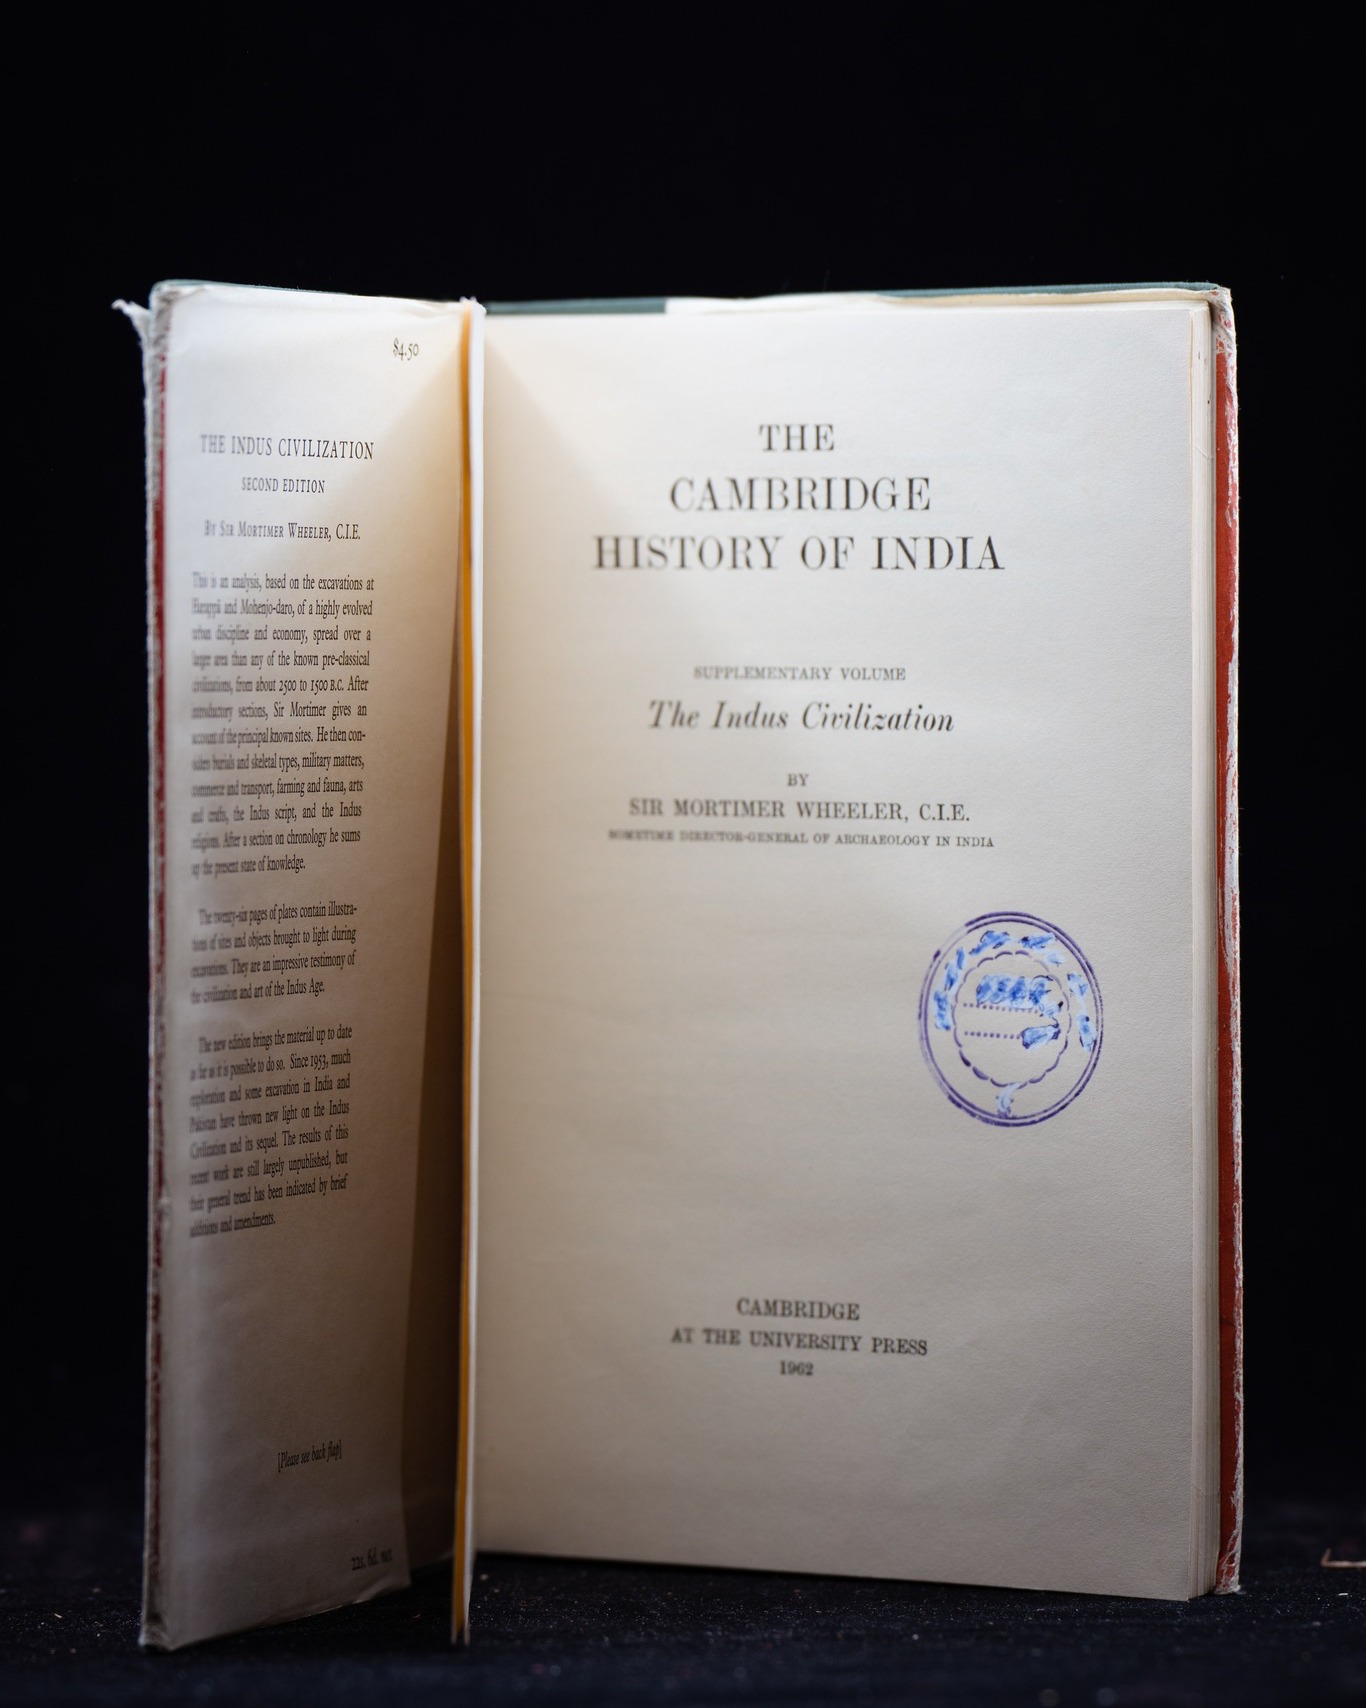 $4.50
THE INDUS CIVILIZATION
SECOND EDITION
By Sir Mortimer Wheeler, C.I.E.
This is an analysis, based on the excavations at
Harappā and Mohenjo-daro, of a highly evolved
urban discipline and economy, spread over a
larger area than any of the known pre-classical
civilizations, from about 2500 to 1500 B.C. After
introductory sections, Sir Mortimer gives an
account of the principal known sites. He then con-
siders burials and skeletal types, military matters,
commerce and transport, farming and fauna, arts
and crafts, the Indus script, and the Indus
religions. After a section on chronology he sums
up the present state of knowledge.
The twenty-six pages of plates contain illustra-
tions of sites and objects brought to light during
excavations. They are an impressive testimony of
the civilization and art of the Indus Age.
The new edition brings the material up to date
as far as it is possible to do so. Since 1953, much
exploration and some excavation in India and
Pakistan have thrown new light on the Indus
Civilization and its sequel. The results of this
recent work are still largely unpublished, but
their general trend has been indicated by brief
additions and amendments.
[Please see back flap]
22s. 6d. net
THE
CAMBRIDGE
HISTORY OF INDIA
SUPPLEMENTARY VOLUME
The Indus Civilization
BY
SIR MORTIMER WHEELER, C.I.E.
SOMETIME DIRECTOR-GENERAL OF ARCHAEOLOGY IN INDIA
CAMBRIDGE
AT THE UNIVERSITY PRESS
1962